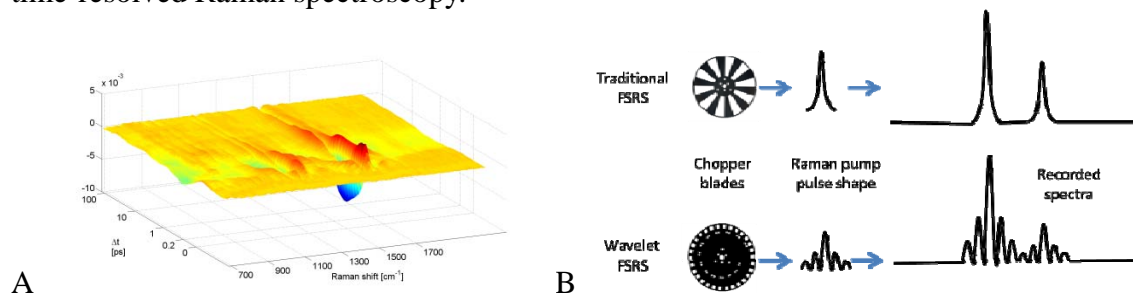 time-resolved Raman spectroscopy.
x 10⁻³
5
0
-5
-10
100
10
1
0.2
0
Δt
[ps]
700
900
1100
1300
1500
1700
Raman shift [cm⁻¹]
A
Traditional
FSRS
Chopper
blades
Raman pump
pulse shape
Recorded
spectra
Wavelet
FSRS
B